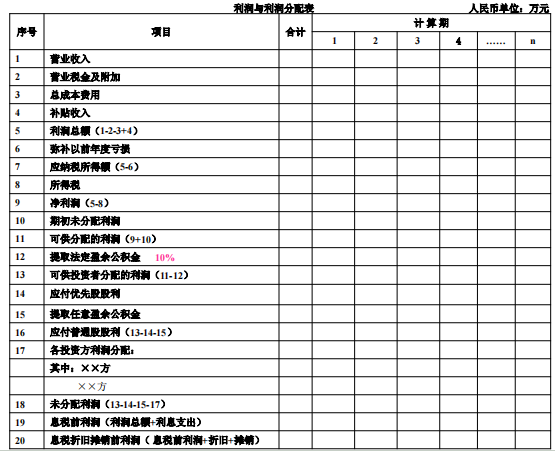 利润与利润分配表 人民币单位：万元
序号 项目 合计 计算期
1 2 3 4 …… n
1 营业收入
2 营业税金及附加
3 总成本费用
4 补贴收入
5 利润总额（1-2-3+4）
6 弥补以前年度亏损
7 应纳税所得额（5-6）
8 所得税
9 净利润（5-8）
10 期初未分配利润
11 可供分配的利润（9+10）
12 提取法定盈余公积金 10%
13 可供投资者分配的利润（11-12）
14 应付优先股股利
15 提取任意盈余公积金
16 应付普通股股利（13-14-15）
17 各投资方利润分配：
其中：××方
××方
18 未分配利润（13-14-15-17）
19 息税前利润（利润总额+利息支出）
20 息税折旧摊销前利润（ 息税前利润+折旧+摊销）